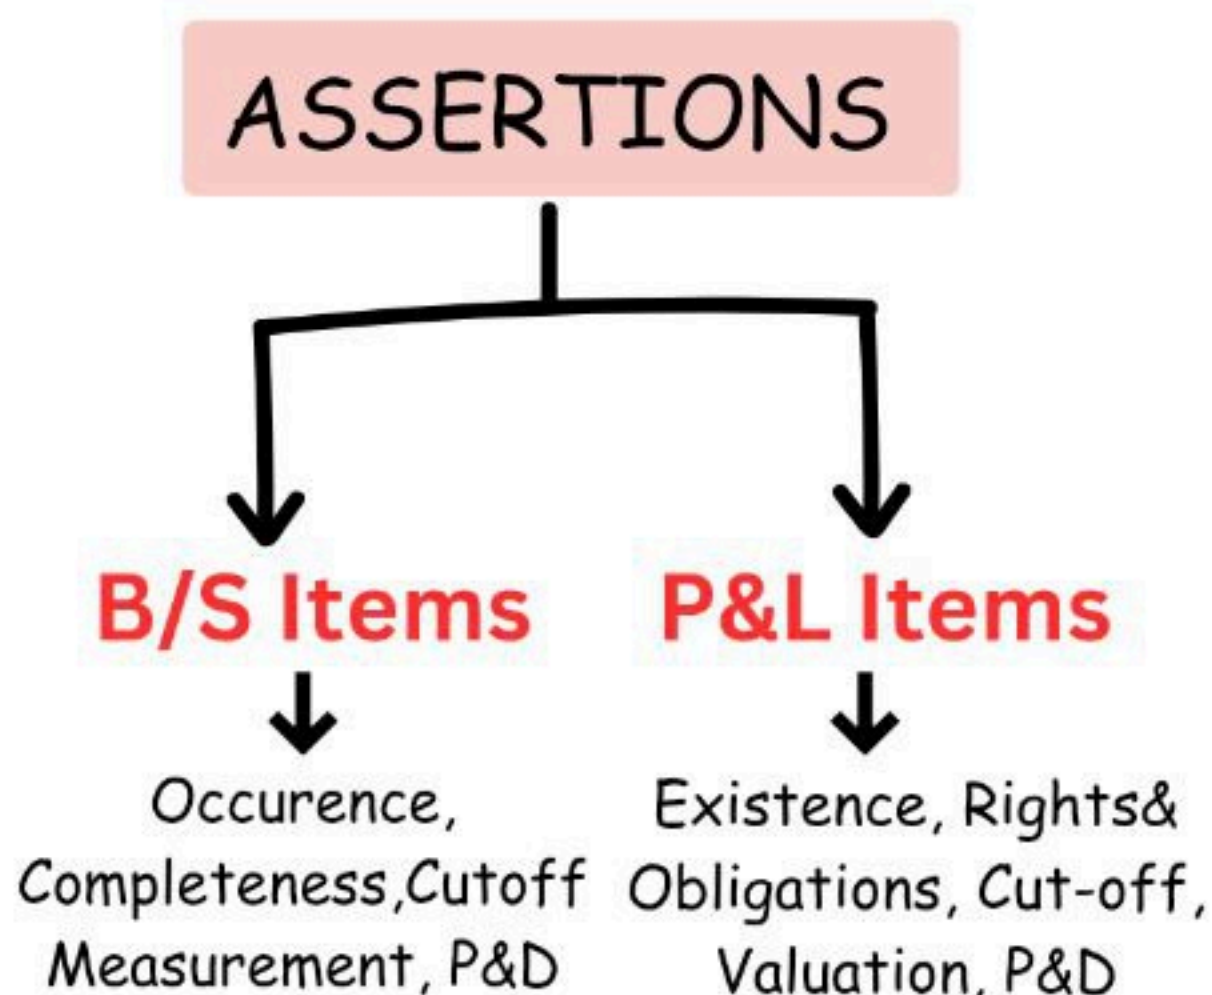 ASSERTIONS
B/S Items
Occurence,
Completeness,Cutoff
Measurement, P&D
P&L Items
Existence, Rights&
Obligations, Cut-off,
Valuation, P&D